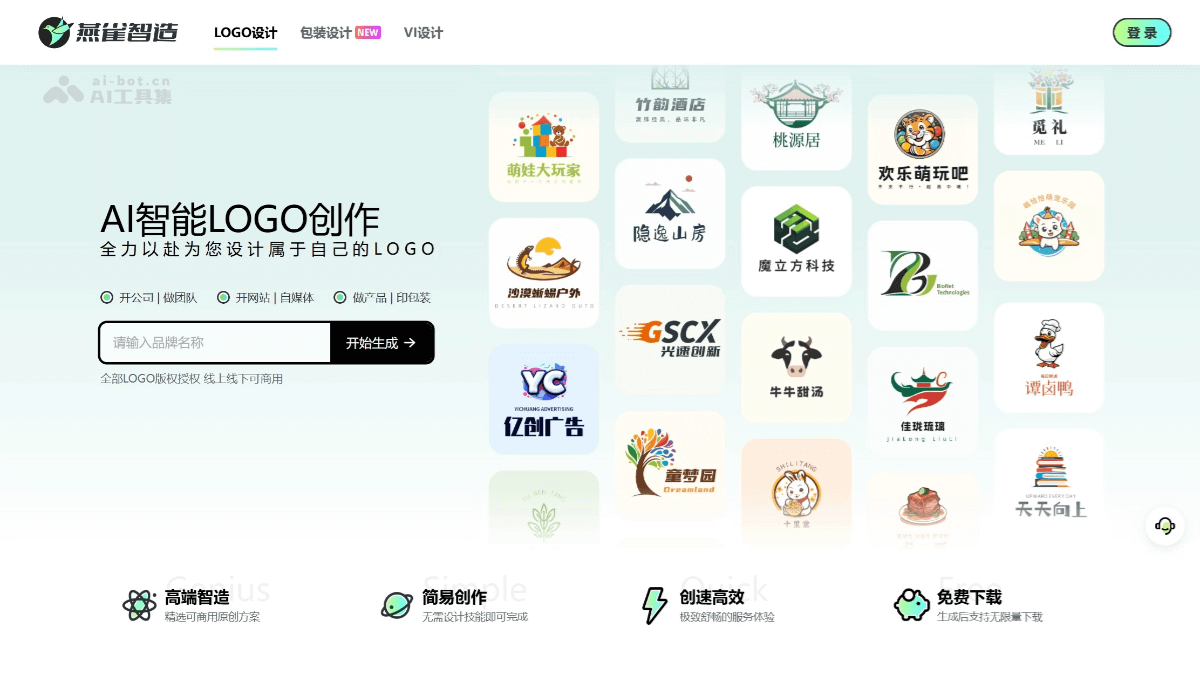 燕雀智造
LOGO设计
包装设计 NEW
VI设计
登录
ai-bot.cn
AI工具集
AI智能LOGO创作
全力以赴为您设计属于自己的LOGO
开公司 | 做团队
开网站 | 自媒体
做产品 | 印包装
请输入品牌名称
开始生成
全部LOGO版权授权 线上线下可商用
萌娃大玩家
沙漠蜥蜴户外
DESERT LIZARD OUTD
YC
YICHUANG ADVERTISING
亿创广告
竹韵酒店
隐逸山房
GSCX
光速创新
童梦园
Dreamland
桃源居
魔立方科技
牛牛甜汤
SHILITANG
十里堂
欢乐萌玩吧
BioNet
Technologies
佳珑琉璃
jiaLong LiuLi
觅礼
ME LI
谭卤鸭
UPWARD EVERY DAY
天天向上
Genius
高端智造
精选可商用原创方案
Simple
简易创作
无需设计技能即可完成
Quick
创速高效
极致舒畅的服务体验
Free
免费下载
生成后支持无限量下载